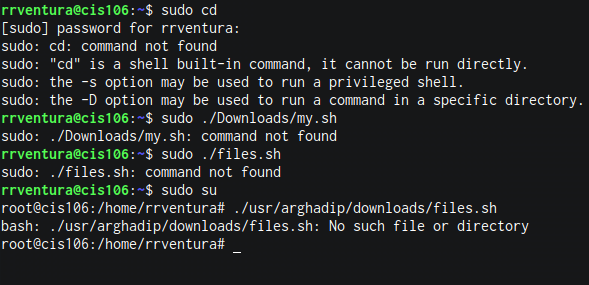 rrventura@cis106:~$ sudo cd
[sudo] password for rrventura:
sudo: cd: command not found
sudo: "cd" is a shell built-in command, it cannot be run directly.
sudo: the -s option may be used to run a privileged shell.
sudo: the -D option may be used to run a command in a specific directory.
rrventura@cis106:~$ sudo ./Downloads/my.sh
sudo: ./Downloads/my.sh: command not found
rrventura@cis106:~$ sudo ./files.sh
sudo: ./files.sh: command not found
rrventura@cis106:~$ sudo su
root@cis106:/home/rrventura# ./usr/arghadip/downloads/files.sh
bash: ./usr/arghadip/downloads/files.sh: No such file or directory
root@cis106:/home/rrventura# _